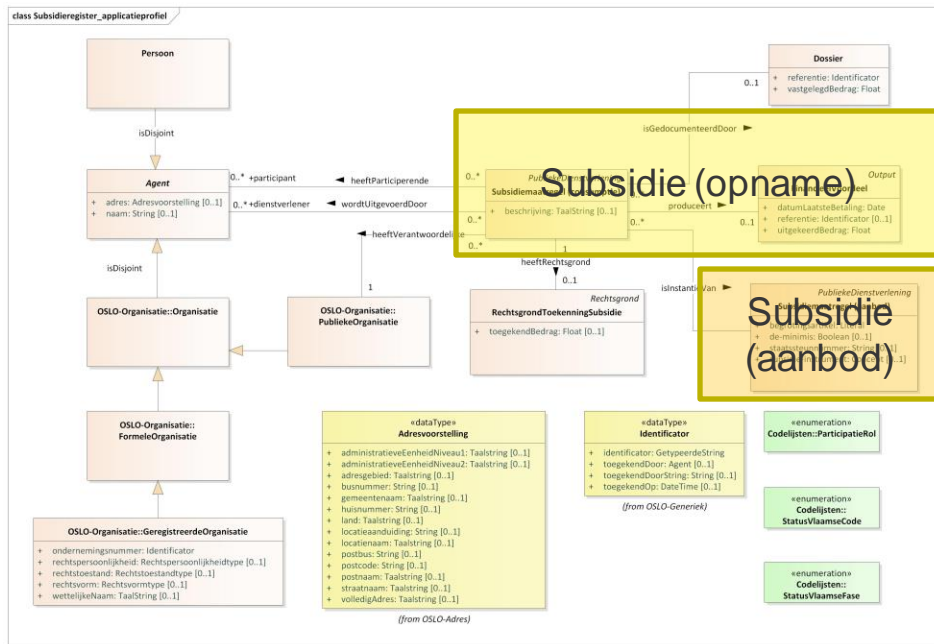 class Subsidieregister_applicatieprofiel
Persoon
isDisjoint
Agent
+ adres: Adresvoorstelling [0..1]
+ naam: String [0..1]
0..* +participant
heeftParticiperende
0..*
0..* +dienstverlener
wordtUitgevoerdDoor
0..*
heeftVerantwoordelijke
0..*
0..*
Dossier
+ referentie: Identificator
+ vastgelegdBedrag: Float
0..1
isGedocumenteerdDoor
Subsidie (opname)
PubliekeDienstverlening
Subsidiemaatregel
+ beschrijving: TaalString [0..1]
produceert
0..1
Output
+ datumLaatsteBetaling: Date
+ referentie: Identificator [0..1]
+ uitgekeerdBedrag: Float
isDisjoint
1
heeftRechtsgrond
0..1
isInstantieVan
1
OSLO-Organisatie::Organisatie
OSLO-Organisatie::
PubliekeOrganisatie
Rechtsgrond
RechtsgrondToekenningSubsidie
+ toegekendBedrag: Float [0..1]
PubliekeDienstverlening
Subsidie
(aanbod)
+ de-minimis: Boolean [0..1]
OSLO-Organisatie::
FormeleOrganisatie
OSLO-Organisatie::GeregistreerdeOrganisatie
+ ondernemingsnummer: Identificator
+ rechtspersoonlijkheid: Rechtspersoonlijkheidtype [0..1]
+ rechtstoestand: Rechtstoestandtype [0..1]
+ rechtsvorm: Rechtsvormtype [0..1]
+ wettelijkeNaam: TaalString [0..1]
«dataType»
Adresvoorstelling
+ administratieveEenheidNiveau1: Taalstring [0..1]
+ administratieveEenheidNiveau2: Taalstring [0..1]
+ adresgebied: Taalstring [0..1]
+ busnummer: String [0..1]
+ gemeentenaam: Taalstring [0..1]
+ huisnummer: String [0..1]
+ land: Taalstring [0..1]
+ locatieaanduiding: String [0..1]
+ locatienaam: Taalstring [0..1]
+ postbus: String [0..1]
+ postcode: String [0..1]
+ postnaam: Taalstring [0..1]
+ straatnaam: Taalstring [0..1]
+ volledigAdres: Taalstring [0..1]
(from OSLO-Adres)
«dataType»
Identificator
+ identificator: GetypeerdeString
+ toegekendDoor: Agent [0..1]
+ toegekendDoorString: String [0..1]
+ toegekendOp: DateTime [0..1]
(from OSLO-Generiek)
«enumeration»
Codelijsten::ParticipatieRol
«enumeration»
Codelijsten::
StatusVlaamseCode
«enumeration»
Codelijsten::
StatusVlaamseFase